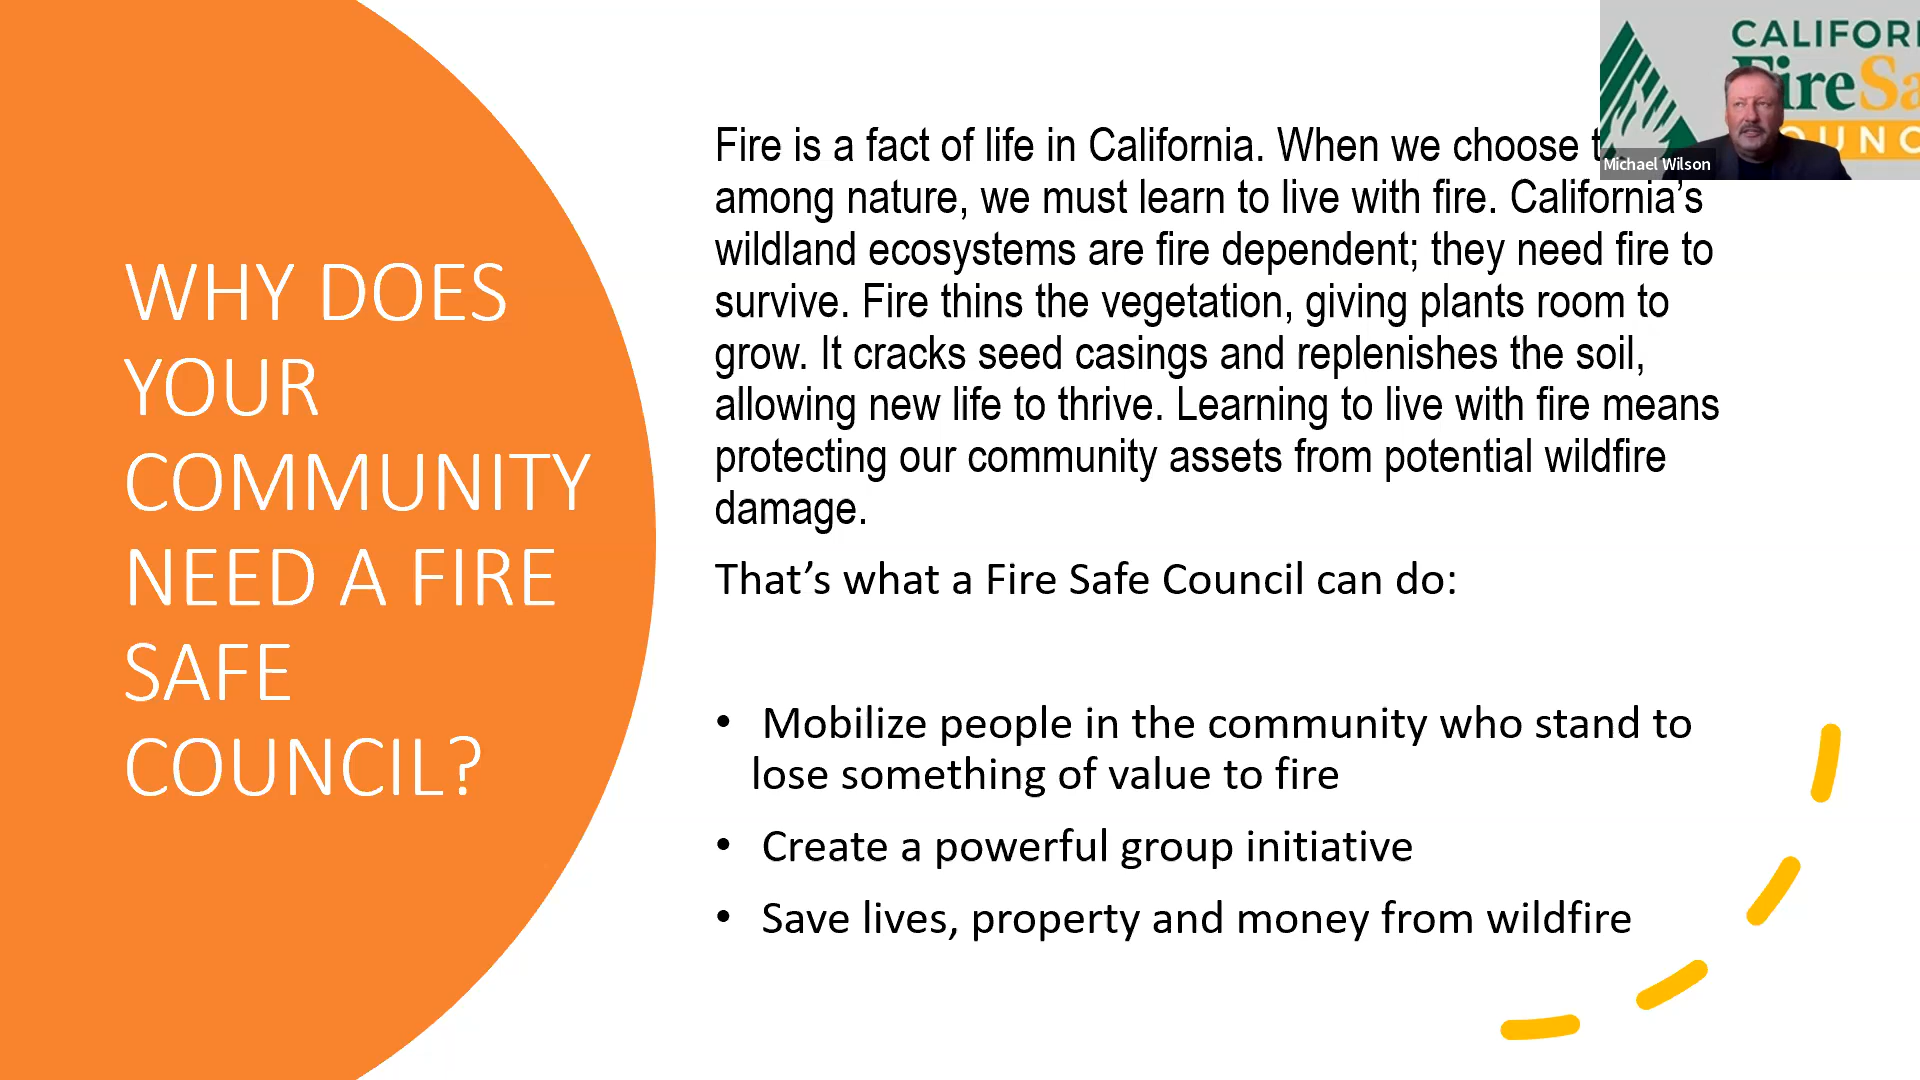 WHY DOES
YOUR
COMMUNITY
NEED A FIRE
SAFE
COUNCIL?
Fire is a fact of life in California. When we choose
among nature, we must learn to live with fire. California’s
wildland ecosystems are fire dependent; they need fire to
survive. Fire thins the vegetation, giving plants room to
grow. It cracks seed casings and replenishes the soil,
allowing new life to thrive. Learning to live with fire means
protecting our community assets from potential wildfire
damage.
That’s what a Fire Safe Council can do:
• Mobilize people in the community who stand to
lose something of value to fire
• Create a powerful group initiative
• Save lives, property and money from wildfire
Michael Wilson